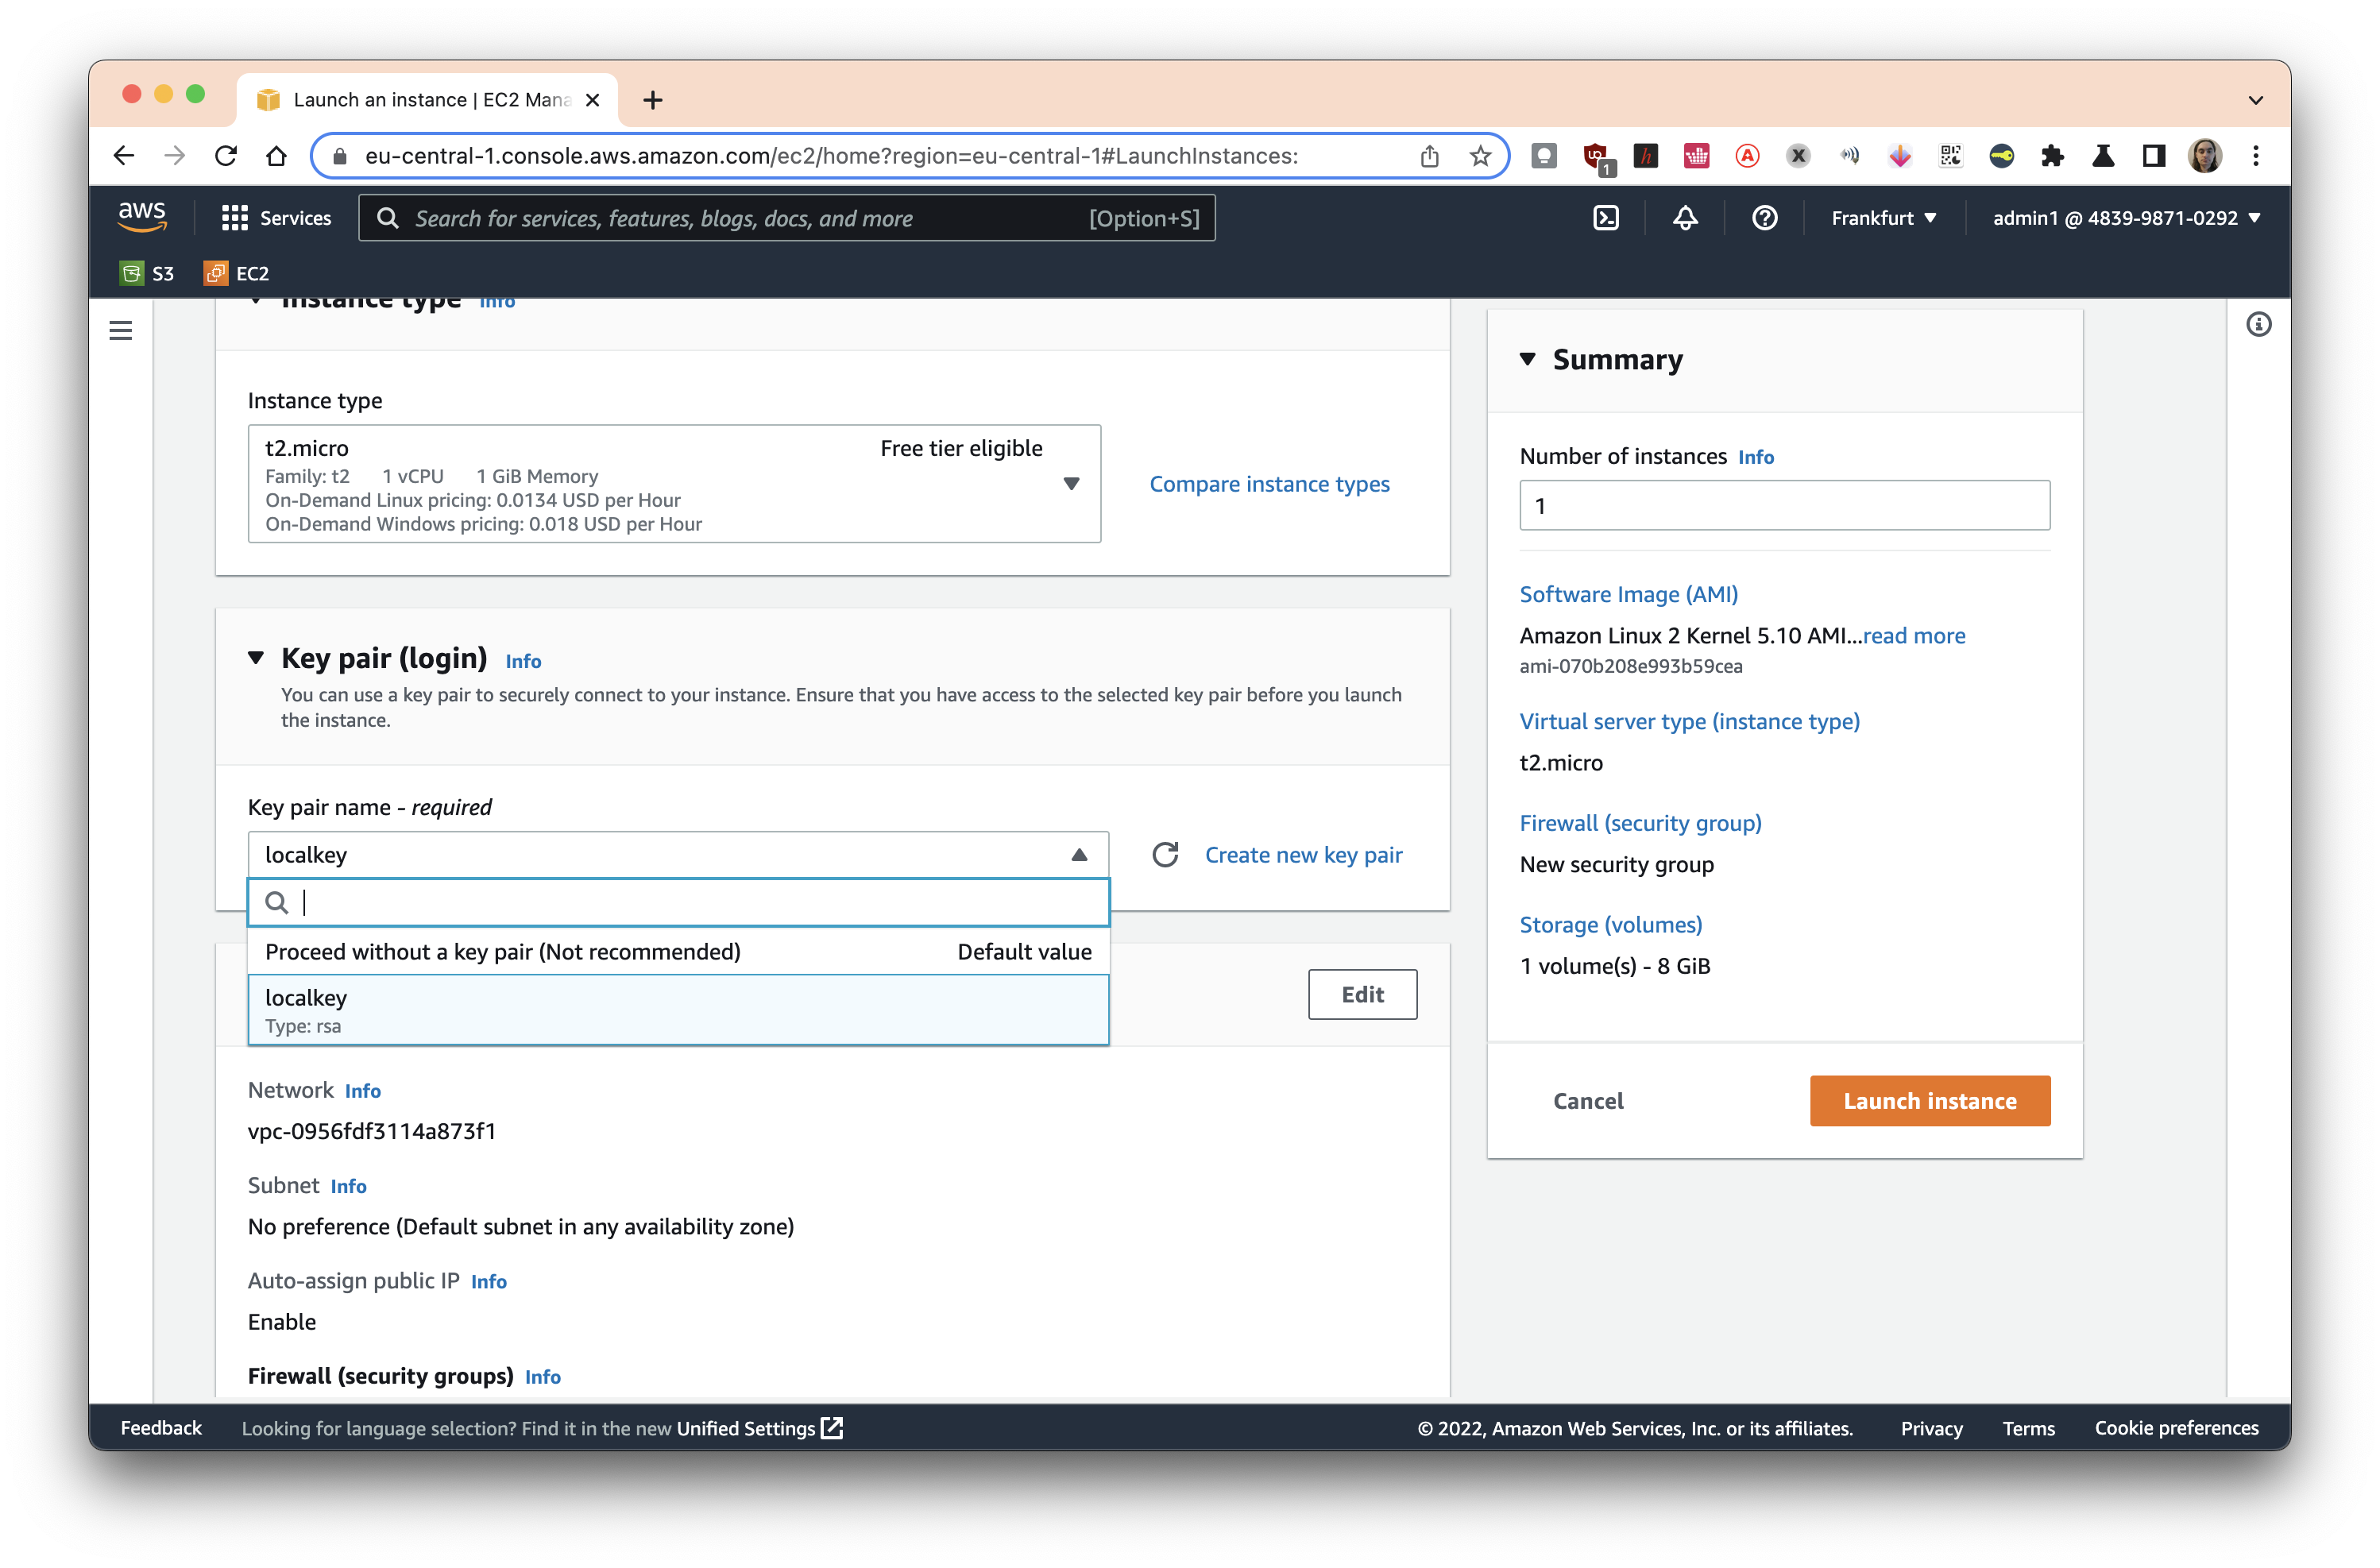 Launch an instance | EC2 Mana
eu-central-1.console.aws.amazon.com/ec2/home?region=eu-central-1#LaunchInstances:
1
aws
Services
Search for services, features, blogs, docs, and more
[Option+S]
Frankfurt
admin1 @ 4839-9871-0292
S3
EC2
Instance type Info
Instance type
t2.micro
Free tier eligible
Family: t2 1 vCPU 1 GiB Memory
On-Demand Linux pricing: 0.0134 USD per Hour
On-Demand Windows pricing: 0.018 USD per Hour
Compare instance types
Key pair (login) Info
You can use a key pair to securely connect to your instance. Ensure that you have access to the selected key pair before you launch
the instance.
Key pair name - required
localkey
Create new key pair
Proceed without a key pair (Not recommended)
Default value
localkey
Type: rsa
Edit
Network Info
vpc-0956fdf3114a873f1
Subnet Info
No preference (Default subnet in any availability zone)
Auto-assign public IP Info
Enable
Firewall (security groups) Info
Summary
Number of instances Info
1
Software Image (AMI)
Amazon Linux 2 Kernel 5.10 AMI...read more
ami-070b208e993b59cea
Virtual server type (instance type)
t2.micro
Firewall (security group)
New security group
Storage (volumes)
1 volume(s) - 8 GiB
Cancel
Launch instance
Feedback
Looking for language selection? Find it in the new Unified Settings
© 2022, Amazon Web Services, Inc. or its affiliates.
Privacy
Terms
Cookie preferences